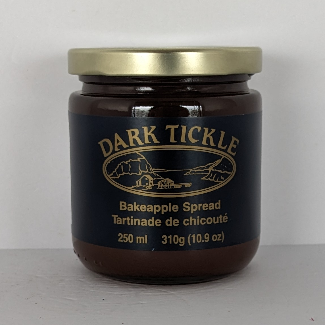 DARK TICKLE
Bakeapple Spread
Tartinade de chicouté
250 ml 310g (10.9 oz)